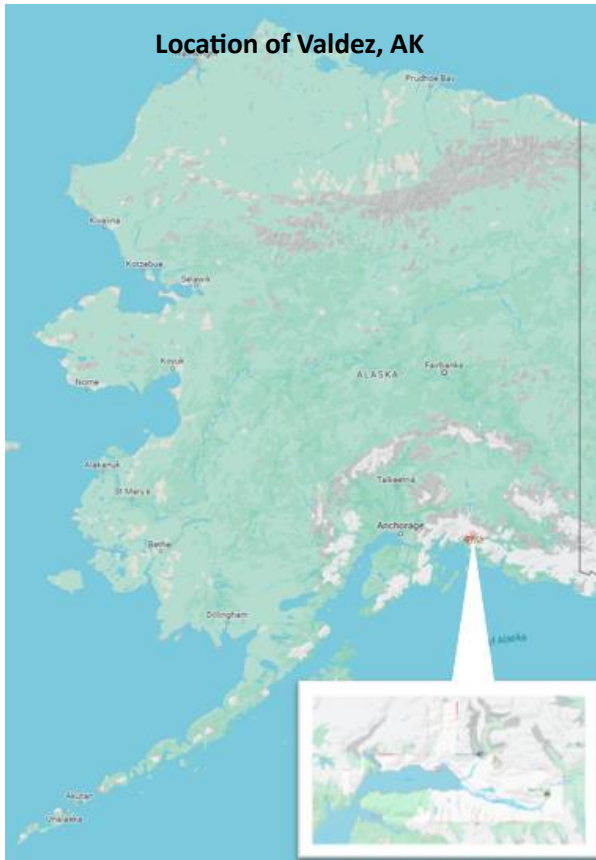 Location of Valdez, AK
Prudhoe Bay
Kivalina
Kotzebue
Selawik
Koyuk
Nome
ALASKA
Fairbanks
Alakanuk
St Mary's
Talkeetna
Anchorage
Bethel
Dillingham
Alaska
Akutan
Unalaska